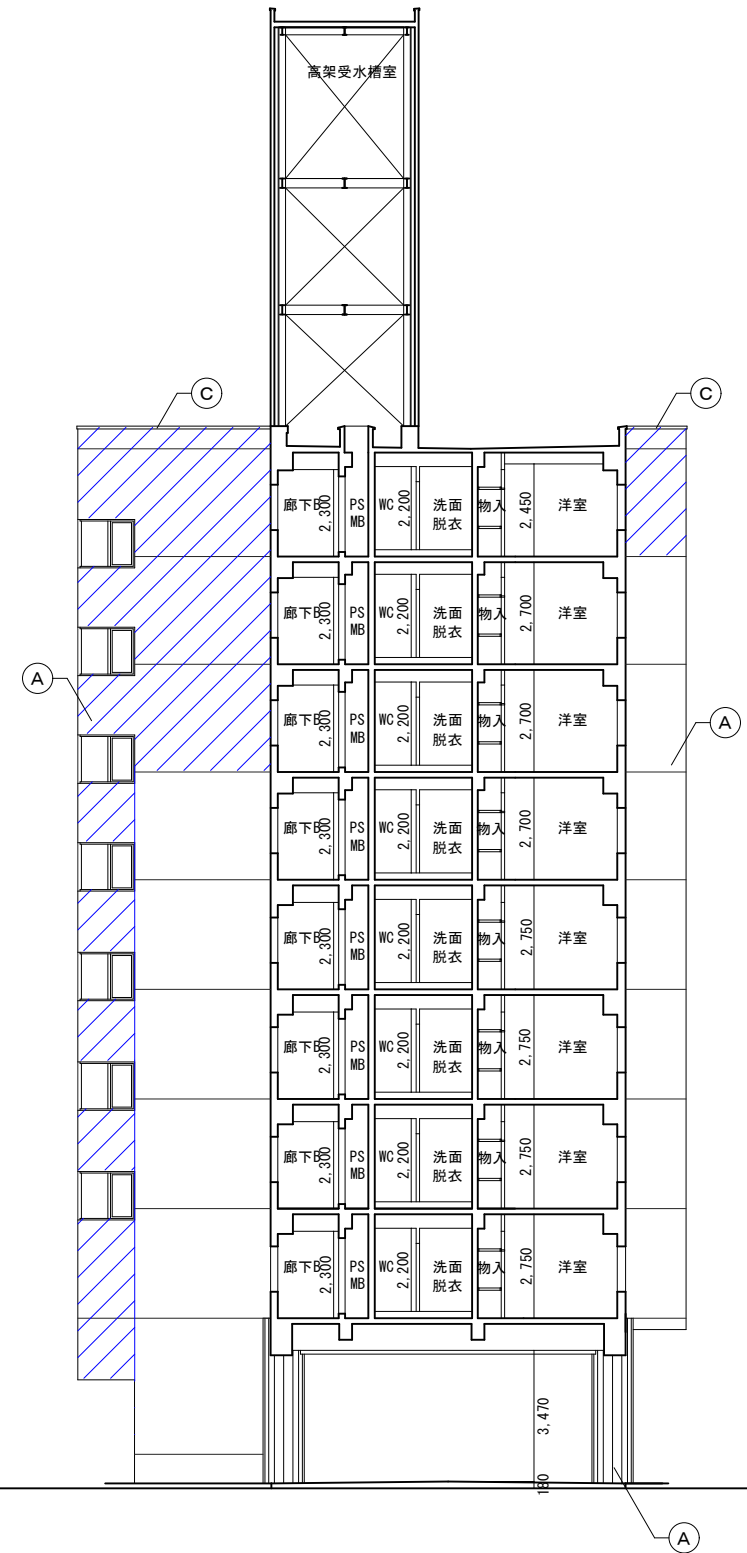 高架受水槽室
C
C
廊下B
2,300
PS
MB
WC
2,200
洗面
脱衣
物入
2,450
洋室
廊下B
2,300
PS
MB
WC
2,200
洗面
脱衣
物入
2,700
洋室
A
廊下B
2,300
PS
MB
WC
2,200
洗面
脱衣
物入
2,700
洋室
A
廊下B
2,300
PS
MB
WC
2,200
洗面
脱衣
物入
2,700
洋室
廊下B
2,300
PS
MB
WC
2,200
洗面
脱衣
物入
2,750
洋室
廊下B
2,300
PS
MB
WC
2,200
洗面
脱衣
物入
2,750
洋室
廊下B
2,300
PS
MB
WC
2,200
洗面
脱衣
物入
2,750
洋室
廊下B
2,300
PS
MB
WC
2,200
洗面
脱衣
物入
2,750
洋室
3,470
180
A